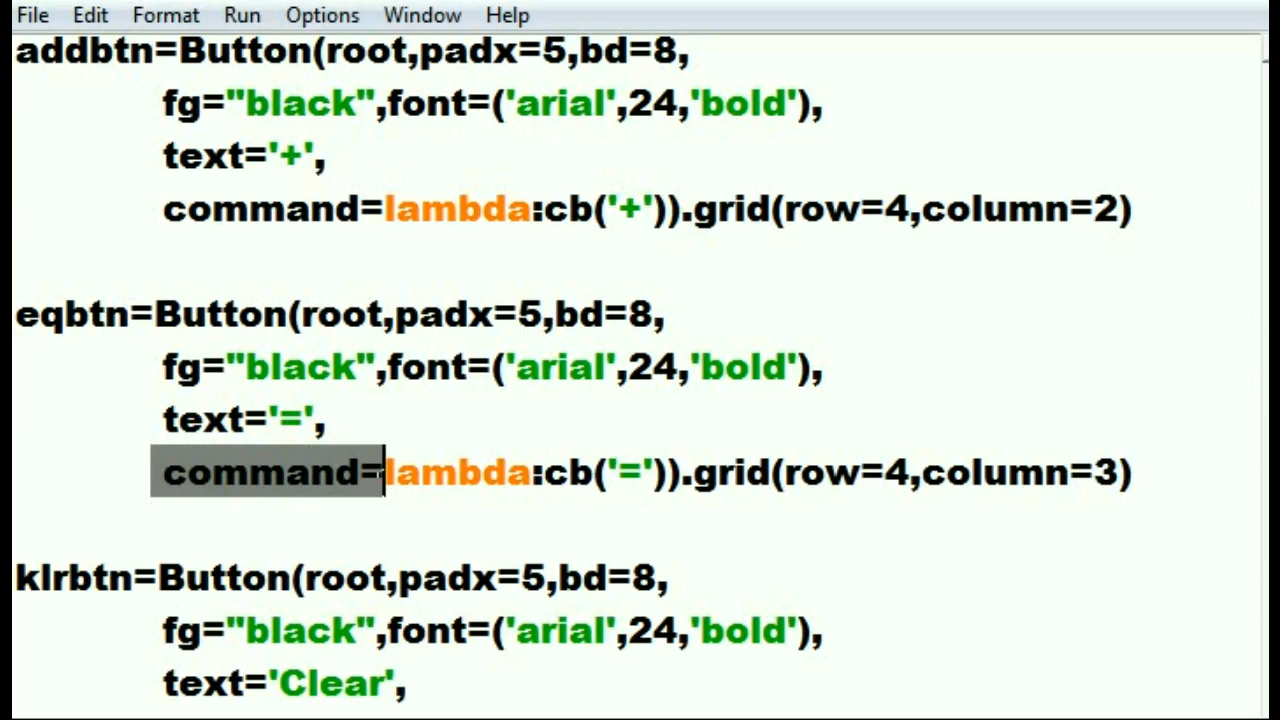 File Edit Format Run Options Window Help
addbtn=Button(root,padx=5,bd=8,
fg="black",font=('arial',24,'bold'),
text='+',
command=lambda:cb('+')).grid(row=4,column=2)
eqbtn=Button(root,padx=5,bd=8,
fg="black",font=('arial',24,'bold'),
text='=',
command=lambda:cb('=')).grid(row=4,column=3)
klrbtn=Button(root,padx=5,bd=8,
fg="black",font=('arial',24,'bold'),
text='Clear',